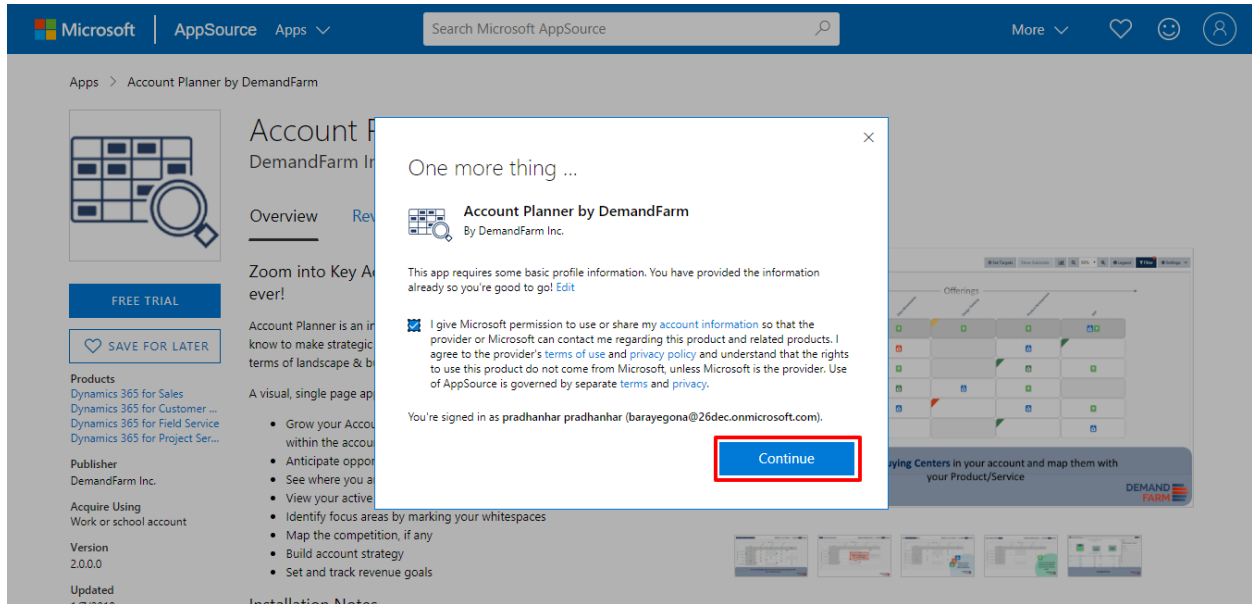 Microsoft AppSource Apps Search Microsoft AppSource More
Apps > Account Planner by DemandFarm
Account
DemandFarm
Overview
FREE TRIAL
SAVE FOR LATER
Products
Dynamics 365 for Sales
Dynamics 365 for Customer ...
Dynamics 365 for Field Service
Dynamics 365 for Project Ser...
Publisher
DemandFarm Inc.
Acquire Using
Work or school account
Version
2.0.0.0
Updated
Zoom into Key
ever!
Account Planner is an
know to make strategic
terms of landscape &
A visual, single page
• Grow your
within the
• Anticipate
• See where you
• View your active
• Identify focus areas by marking your whitespaces
• Map the competition, if any
• Build account strategy
• Set and track revenue goals
Installation Notes
One more thing ...
Account Planner by DemandFarm
By DemandFarm Inc.
This app requires some basic profile information. You have provided the information
already so you're good to go! Edit
I give Microsoft permission to use or share my account information so that the
provider or Microsoft can contact me regarding this product and related products. I
agree to the provider's terms of use and privacy policy and understand that the rights
to use this product do not come from Microsoft, unless Microsoft is the provider. Use
of AppSource is governed by separate terms and privacy.
You're signed in as pradhanhar pradhanhar (barayegona@26dec.onmicrosoft.com).
Continue
Offerings
Centers in your account and map them with
your Product/Service
DEMAND
FARM